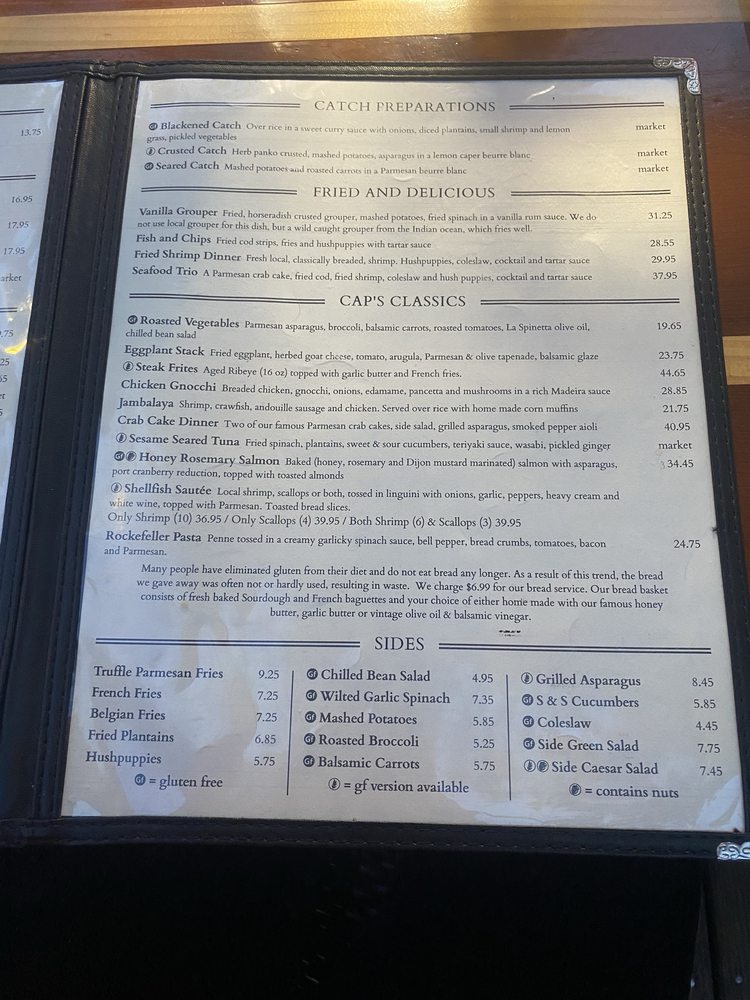 13.75
16.95
17.95
17.95
arket
.75
25
65
et
5
CATCH PREPARATIONS
GF Blackened Catch Over rice in a sweet curry sauce with onions, diced plantains, small shrimp and lemon market
grass, pickled vegetables
Crusted Catch Herb panko crusted, mashed potatoes, asparagus in a lemon caper beurre blanc market
GF Seared Catch Mashed potatoes and roasted carrots in a Parmesan beurre blanc market
FRIED AND DELICIOUS
Vanilla Grouper Fried, horseradish crusted grouper, mashed potatoes, fried spinach in a vanilla rum sauce. We do 31.25
not use local grouper for this dish, but a wild caught grouper from the Indian ocean, which fries well.
Fish and Chips Fried cod strips, fries and hushpuppies with tartar sauce 28.55
Fried Shrimp Dinner Fresh local, classically breaded, shrimp. Hushpuppies, coleslaw, cocktail and tartar sauce 29.95
Seafood Trio A Parmesan crab cake, fried cod, fried shrimp, coleslaw and hush puppies, cocktail and tartar sauce 37.95
CAP'S CLASSICS
GF Roasted Vegetables Parmesan asparagus, broccoli, balsamic carrots, roasted tomatoes, La Spinetta olive oil, 19.65
chilled bean salad
Eggplant Stack Fried eggplant, herbed goat cheese, tomato, arugula, Parmesan & olive tapenade, balsamic glaze 23.75
Steak Frites Aged Ribeye (16 oz) topped with garlic butter and French fries. 44.65
Chicken Gnocchi Breaded chicken, gnocchi, onions, edamame, pancetta and mushrooms in a rich Madeira sauce 28.85
Jambalaya Shrimp, crawfish, andouille sausage and chicken. Served over rice with home made corn muffins 21.75
Crab Cake Dinner Two of our famous Parmesan crab cakes, side salad, grilled asparagus, smoked pepper aioli 40.95
Sesame Seared Tuna Fried spinach, plantains, sweet & sour cucumbers, teriyaki sauce, wasabi, pickled ginger market
GF Honey Rosemary Salmon Baked (honey, rosemary and Dijon mustard marinated) salmon with asparagus, 34.45
port cranberry reduction, topped with toasted almonds
Shellfish Sautée Local shrimp, scallops or both, tossed in linguini with onions, garlic, peppers, heavy cream and
white wine, topped with Parmesan. Toasted bread slices.
Only Shrimp (10) 36.95 / Only Scallops (4) 39.95 / Both Shrimp (6) & Scallops (3) 39.95
Rockefeller Pasta Penne tossed in a creamy garlicky spinach sauce, bell pepper, bread crumbs, tomatoes, bacon 24.75
and Parmesan.
Many people have eliminated gluten from their diet and do not eat bread any longer. As a result of this trend, the bread
we gave away was often not or hardly used, resulting in waste. We charge $6.99 for our bread service. Our bread basket
consists of fresh baked Sourdough and French baguettes and your choice of either home made with our famous honey
butter, garlic butter or vintage olive oil & balsamic vinegar.
SIDES
Truffle Parmesan Fries 9.25
French Fries 7.25
Belgian Fries 7.25
Fried Plantains 6.85
Hushpuppies 5.75
GF = gluten free
GF Chilled Bean Salad 4.95
GF Wilted Garlic Spinach 7.35
GF Mashed Potatoes 5.85
GF Roasted Broccoli 5.25
GF Balsamic Carrots 5.75
= gf version available
Grilled Asparagus 8.45
GF S & S Cucumbers 5.85
GF Coleslaw 4.45
GF Side Green Salad 7.75
Side Caesar Salad 7.45
= contains nuts